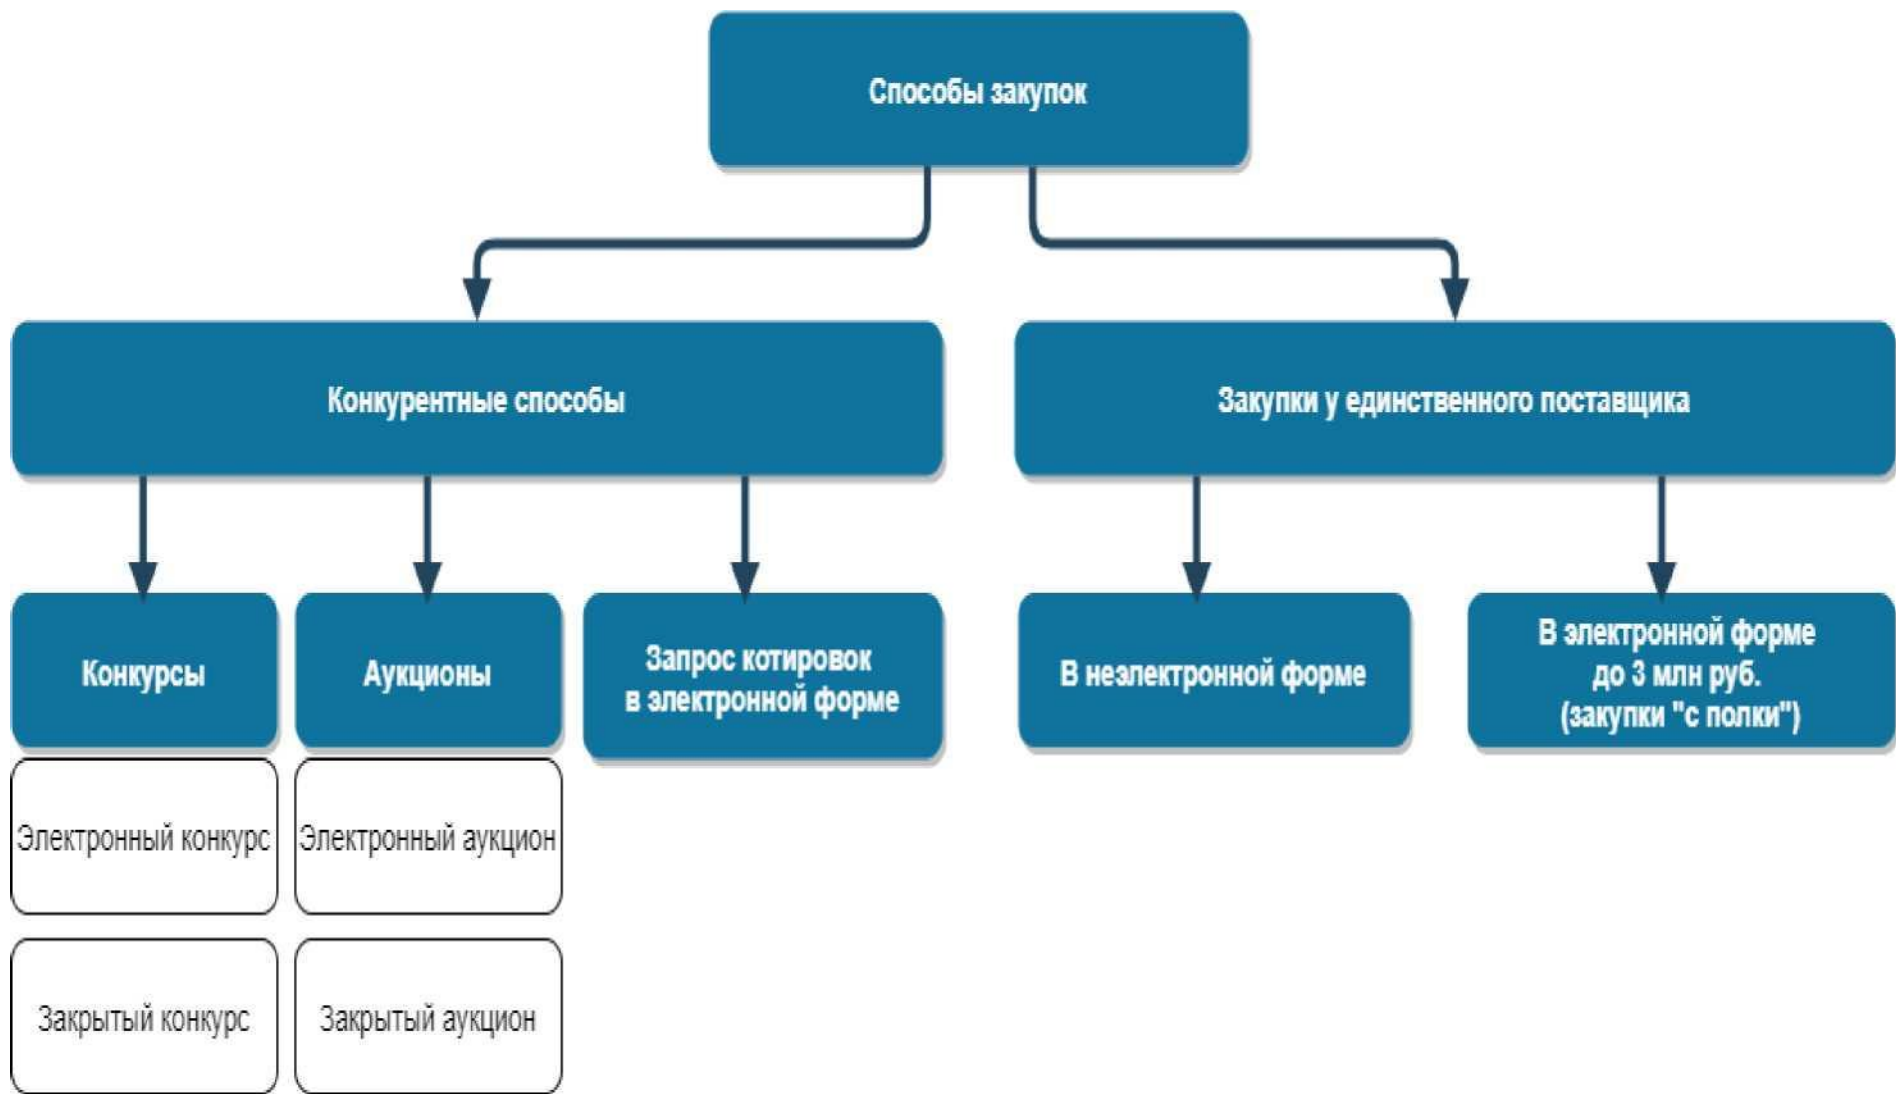 Способы закупок
Конкурентные способы
Закупки у единственного поставщика
Конкурсы
Аукционы
Запрос котировок
в электронной форме
В неэлектронной форме
В электронной форме
до 3 млн руб.
(закупки "с полки")
Электронный конкурс
Электронный аукцион
Закрытый конкурс
Закрытый аукцион